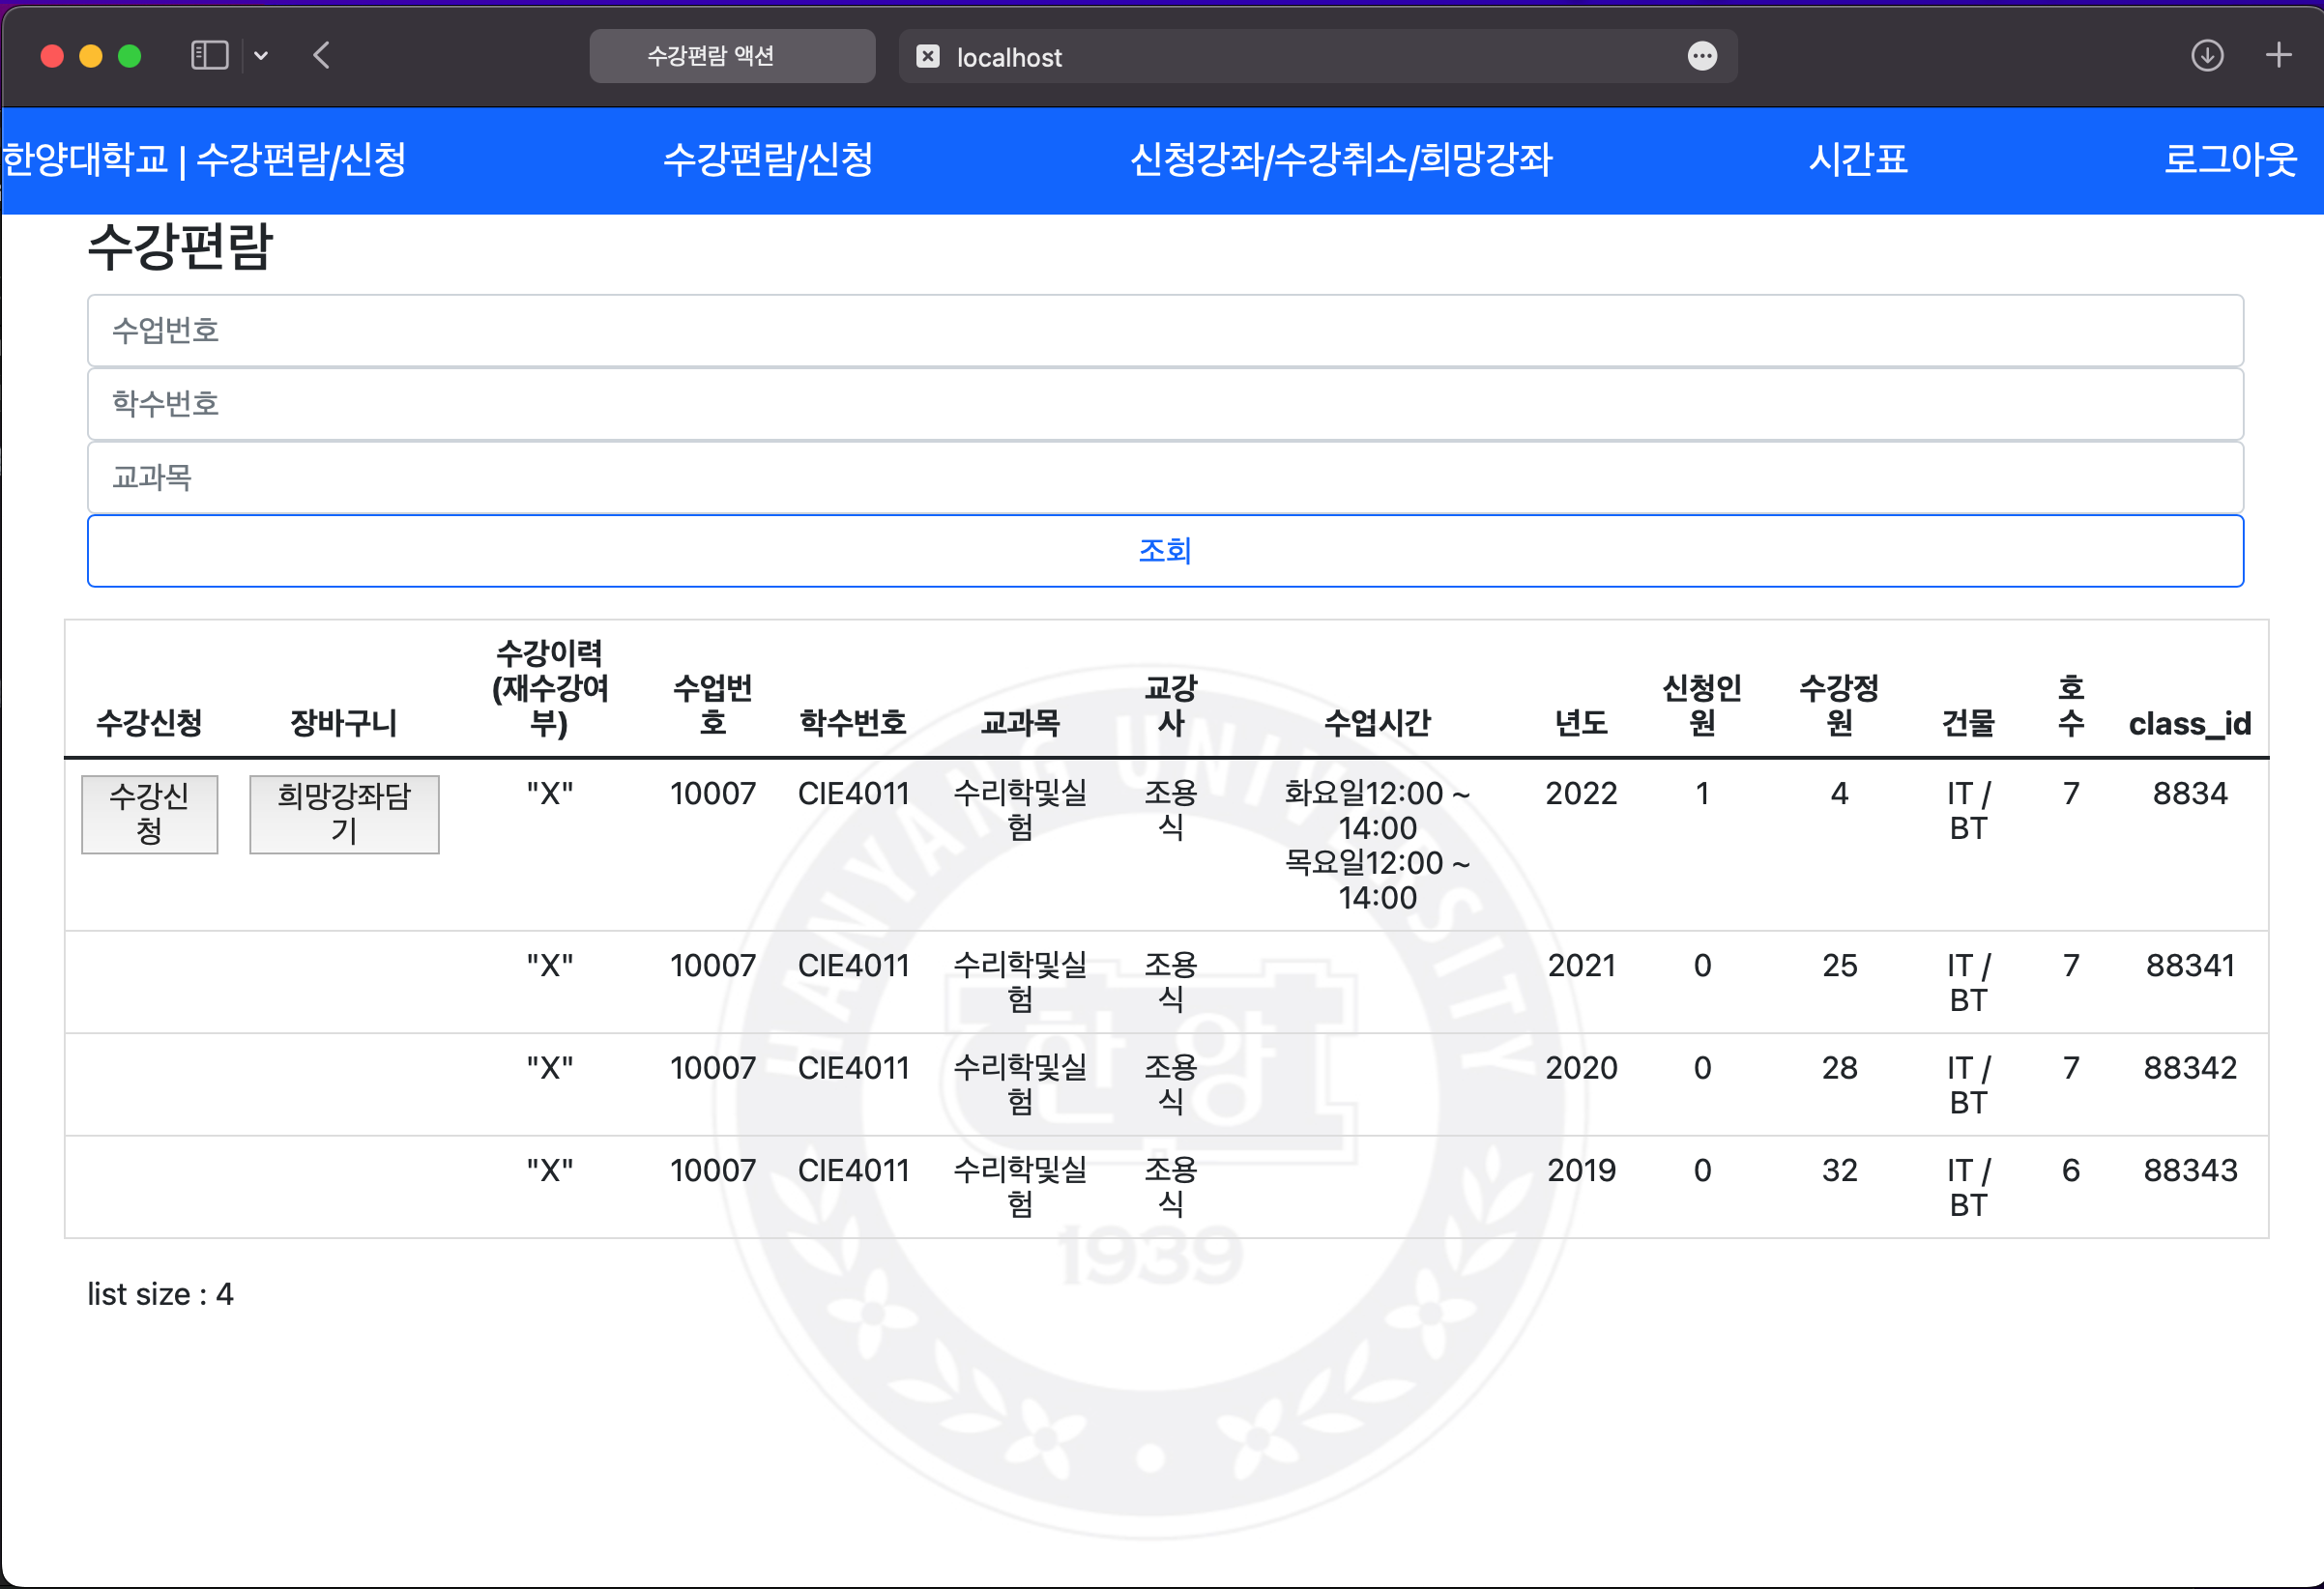 수강편람 액션
localhost
한양대학교 | 수강편람/신청 수강편람/신청 신청강좌/수강취소/희망강좌 시간표 로그아웃
수강편람
수업번호
학수번호
교과목
조회
수강신청 장바구니 수강이력(재수강여부) 수업번호 학수번호 교과목 교강사 수업시간 년도 신청인원 수강정원 건물 호수 class_id
수강신청 희망강좌담기 "X" 10007 CIE4011 수리학및실험 조용식 화요일12:00 ~ 14:00 목요일12:00 ~ 14:00 2022 1 4 IT / BT 7 8834
"X" 10007 CIE4011 수리학및실험 조용식 2021 0 25 IT / BT 7 88341
"X" 10007 CIE4011 수리학및실험 조용식 2020 0 28 IT / BT 7 88342
"X" 10007 CIE4011 수리학및실험 조용식 2019 0 32 IT / BT 6 88343
HANYANG UNIVERSITY
한양
1939
list size : 4